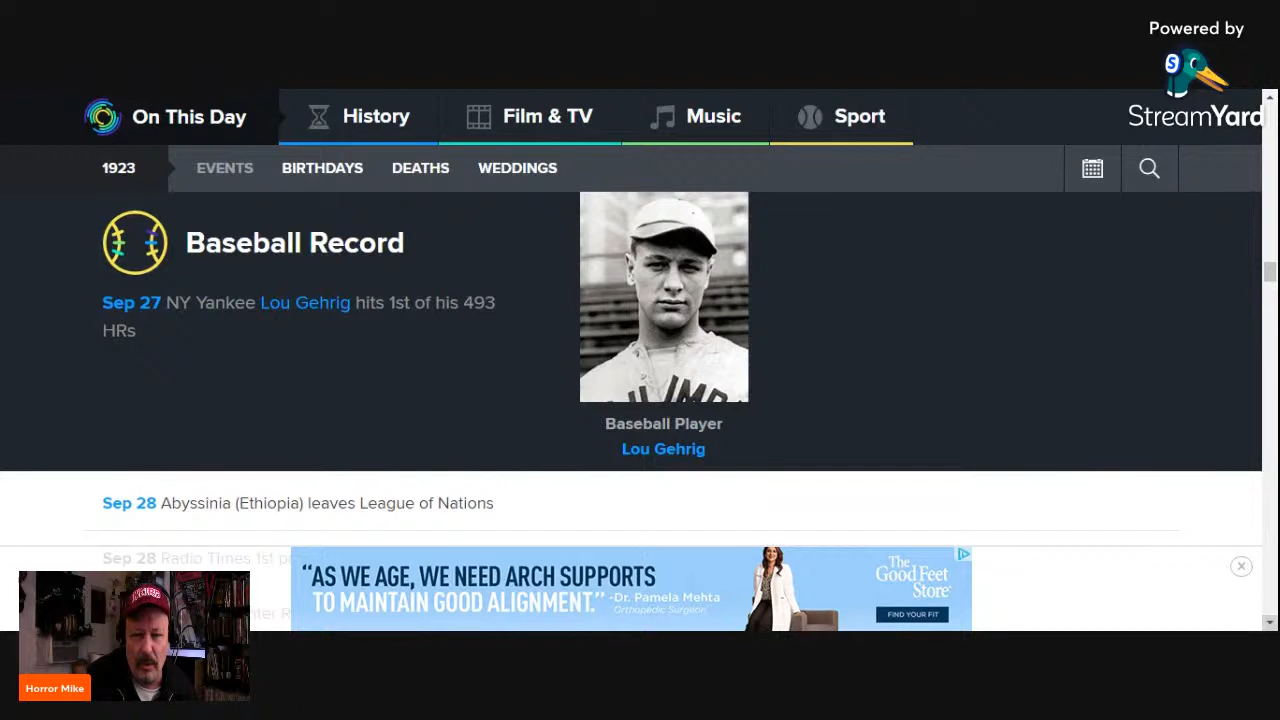 Powered by
StreamYard
On This Day
History
Film & TV
Music
Sport
1923
EVENTS
BIRTHDAYS
DEATHS
WEDDINGS
Baseball Record
Sep 27 NY Yankee Lou Gehrig hits 1st of his 493
HRs
Baseball Player
Lou Gehrig
Sep 28 Abyssinia (Ethiopia) leaves League of Nations
Sep 28 Radio Times 1st
"AS WE AGE, WE NEED ARCH SUPPORTS
TO MAINTAIN GOOD ALIGNMENT." -Dr. Pamela Mehta
Orthopedic Surgeon
The
Good Feet
Store
FIND YOUR FIT
Horror Mike